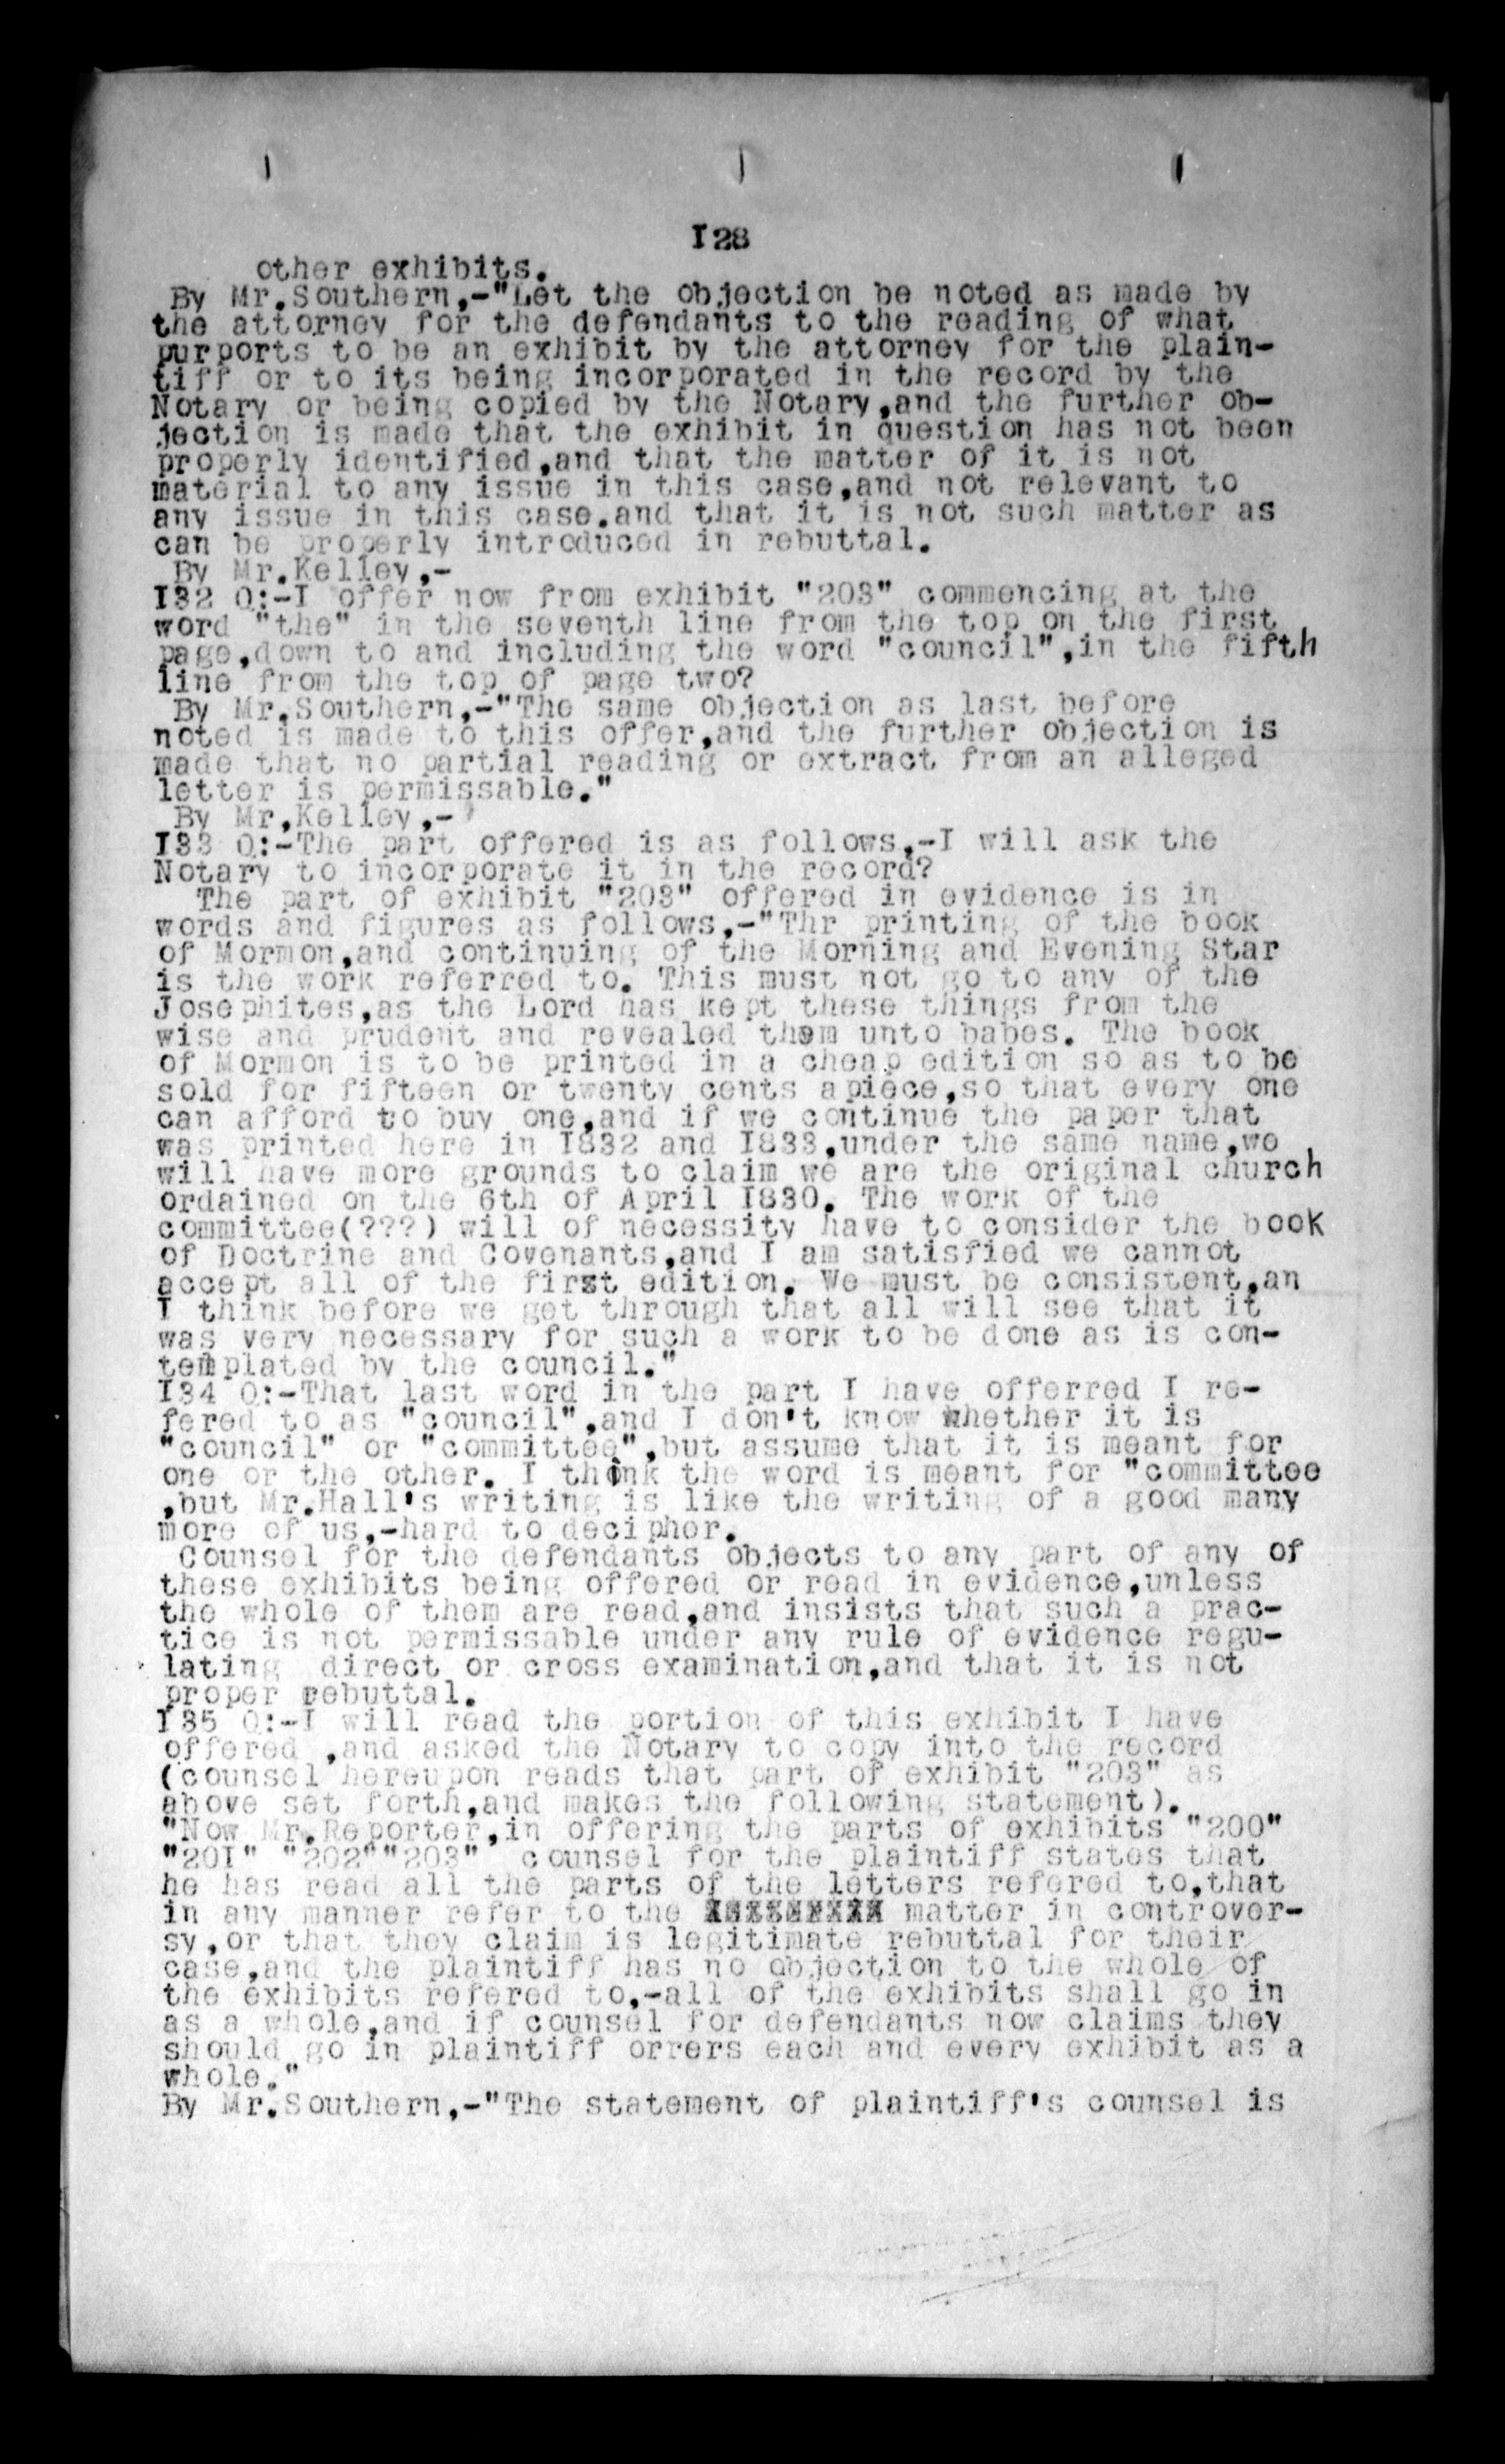 I28
other exhibits.
By Mr.Southern,-"Let the objection be noted as made by
the attorney for the defendants to the reading of what
purports to be an exhibit by the attorney for the plain-
tiff or to its being incorporated in the record by the
Notary or being copied by the Notary,and the further ob-
jection is made that the exhibit in question has not been
properly identified,and that the matter of it is not
material to any issue in this case,and not relevant to
any issue in this case.and that it is not such matter as
can be properly introduced in rebuttal.
By Mr.Kelley,-
I32 Q:-I offer now from exhibit "203" commencing at the
word "the" in the seventh line from the top on the first
page,down to and including the word "council",in the fifth
line from the top of page two?
By Mr.Southern,-"The same objection as last before
noted is made to this offer,and the further objection is
made that no partial reading or extract from an alleged
letter is permissable."
By Mr,Kelley,-
I33 Q:-The part offered is as follows,-I will ask the
Notary to incorporate it in the record?
The part of exhibit "203" offered in evidence is in
words and figures as follows,-"Thr printing of the book
of Mormon,and continuing of the Morning and Evening Star
is the work referred to. This must not go to any of the
Josephites,as the Lord has kept these things from the
wise and prudent and revealed them unto babes. The book
of Mormon is to be printed in a cheap edition so as to be
sold for fifteen or twenty cents apiece,so that every one
can afford to buy one,and if we continue the paper that
was printed here in I832 and I833,under the same name,we
will have more grounds to claim we are the original church
ordained on the 6th of April I830. The work of the
committee(???) will of necessity have to consider the book
of Doctrine and Covenants,and I am satisfied we cannot
accept all of the first edition. We must be consistent,an
I think before we get through that all will see that it
was very necessary for such a work to be done as is con-
templated by the council."
I34 Q:-That last word in the part I have offerred I re-
fered to as "council",and I don't know whether it is
"council" or "committee",but assume that it is meant for
one or the other. I think the word is meant for "committee
,but Mr.Hall's writing is like the writing of a good many
more of us,-hard to decipher.
Counsel for the defendants objects to any part of any of
these exhibits being offered or read in evidence,unless
the whole of them are read,and insists that such a prac-
tice is not permissable under any rule of evidence regu-
lating direct or cross examination,and that it is not
proper rebuttal.
I35 Q:-I will read the portion of this exhibit I have
offered ,and asked the Notary to copy into the record
(counsel hereupon reads that part of exhibit "203" as
above set forth,and makes the following statement).
"Now Mr.Reporter,in offering the parts of exhibits "200"
"20I" "202""203" counsel for the plaintiff states that
he has read all the parts of the letters refered to,that
in any manner refer to the matter in controver-
sy,or that they claim is legitimate rebuttal for their
case,and the plaintiff has no objection to the whole of
the exhibits refered to,-all of the exhibits shall go in
as a whole,and if counsel for defendants now claims they
should go in plaintiff orrers each and every exhibit as a
whole."
By Mr.Southern,-"The statement of plaintiff's counsel is